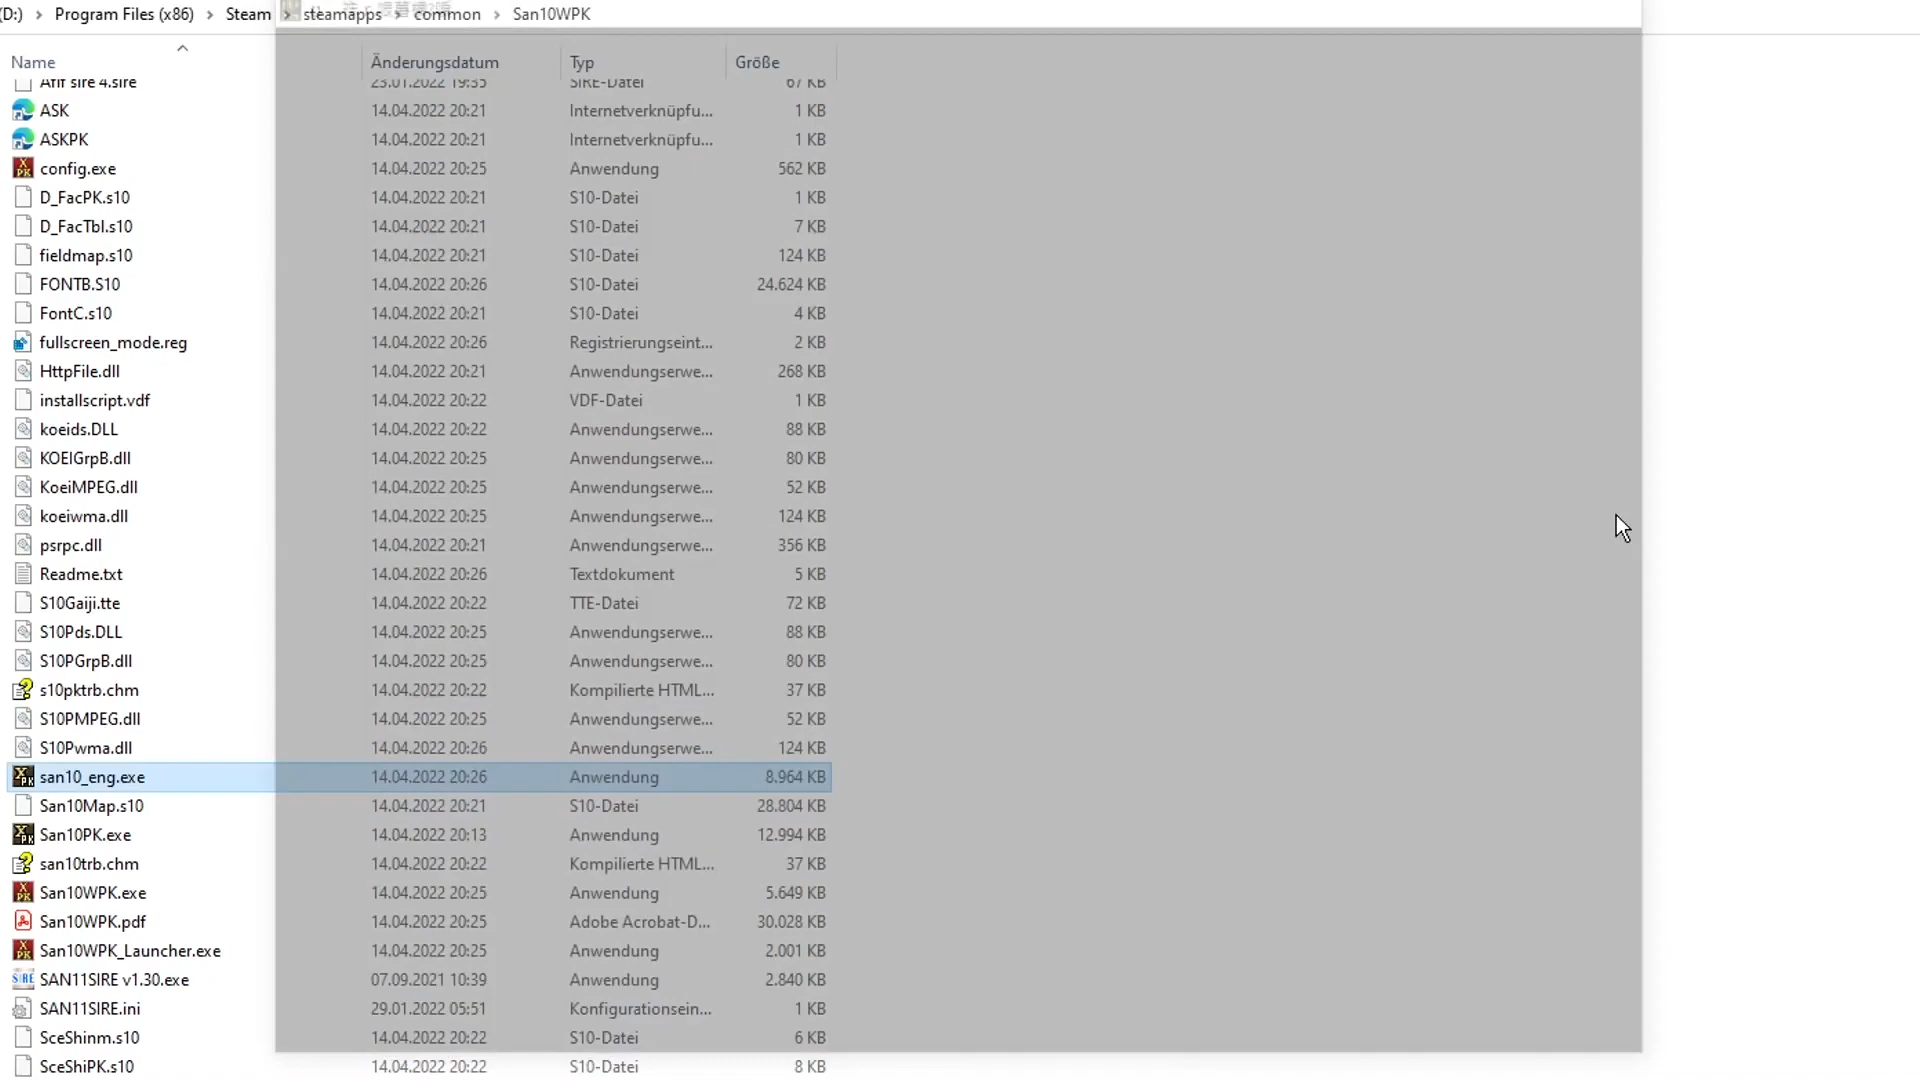 (D:) > Program Files (x86) > Steam > steamapps > common > San10WPK
Name Änderungsdatum Typ Größe
Afif sire 4.sire 23.01.2022 19:35 SIRE-Datei 67 KB
ASK 14.04.2022 20:21 Internetverknüpfu... 1 KB
ASKPK 14.04.2022 20:21 Internetverknüpfu... 1 KB
config.exe 14.04.2022 20:25 Anwendung 562 KB
D_FacPK.s10 14.04.2022 20:21 S10-Datei 1 KB
D_FacTbl.s10 14.04.2022 20:21 S10-Datei 7 KB
fieldmap.s10 14.04.2022 20:21 S10-Datei 124 KB
FONTB.S10 14.04.2022 20:26 S10-Datei 24.624 KB
FontC.s10 14.04.2022 20:21 S10-Datei 4 KB
fullscreen_mode.reg 14.04.2022 20:26 Registrierungseint... 2 KB
HttpFile.dll 14.04.2022 20:21 Anwendungserwe... 268 KB
installscript.vdf 14.04.2022 20:22 VDF-Datei 1 KB
koeids.DLL 14.04.2022 20:22 Anwendungserwe... 88 KB
KOEIGrpB.dll 14.04.2022 20:25 Anwendungserwe... 80 KB
KoeiMPEG.dll 14.04.2022 20:25 Anwendungserwe... 52 KB
koeiwma.dll 14.04.2022 20:25 Anwendungserwe... 124 KB
psrpc.dll 14.04.2022 20:21 Anwendungserwe... 356 KB
Readme.txt 14.04.2022 20:26 Textdokument 5 KB
S10Gaiji.tte 14.04.2022 20:22 TTE-Datei 72 KB
S10Pds.DLL 14.04.2022 20:25 Anwendungserwe... 88 KB
S10PGrpB.dll 14.04.2022 20:25 Anwendungserwe... 80 KB
s10pktrb.chm 14.04.2022 20:22 Kompilierte HTML... 37 KB
S10PMPEG.dll 14.04.2022 20:25 Anwendungserwe... 52 KB
S10Pwma.dll 14.04.2022 20:26 Anwendungserwe... 124 KB
san10_eng.exe 14.04.2022 20:26 Anwendung 8.964 KB
San10Map.s10 14.04.2022 20:21 S10-Datei 28.804 KB
San10PK.exe 14.04.2022 20:13 Anwendung 12.994 KB
san10trb.chm 14.04.2022 20:22 Kompilierte HTML... 37 KB
San10WPK.exe 14.04.2022 20:25 Anwendung 5.649 KB
San10WPK.pdf 14.04.2022 20:25 Adobe Acrobat-D... 30.028 KB
San10WPK_Launcher.exe 14.04.2022 20:25 Anwendung 2.001 KB
SAN11SIRE v1.30.exe 07.09.2021 10:39 Anwendung 2.840 KB
SAN11SIRE.ini 29.01.2022 05:51 Konfigurationsein... 1 KB
SceShinm.s10 14.04.2022 20:22 S10-Datei 6 KB
SceShiPK.s10 14.04.2022 20:22 S10-Datei 8 KB